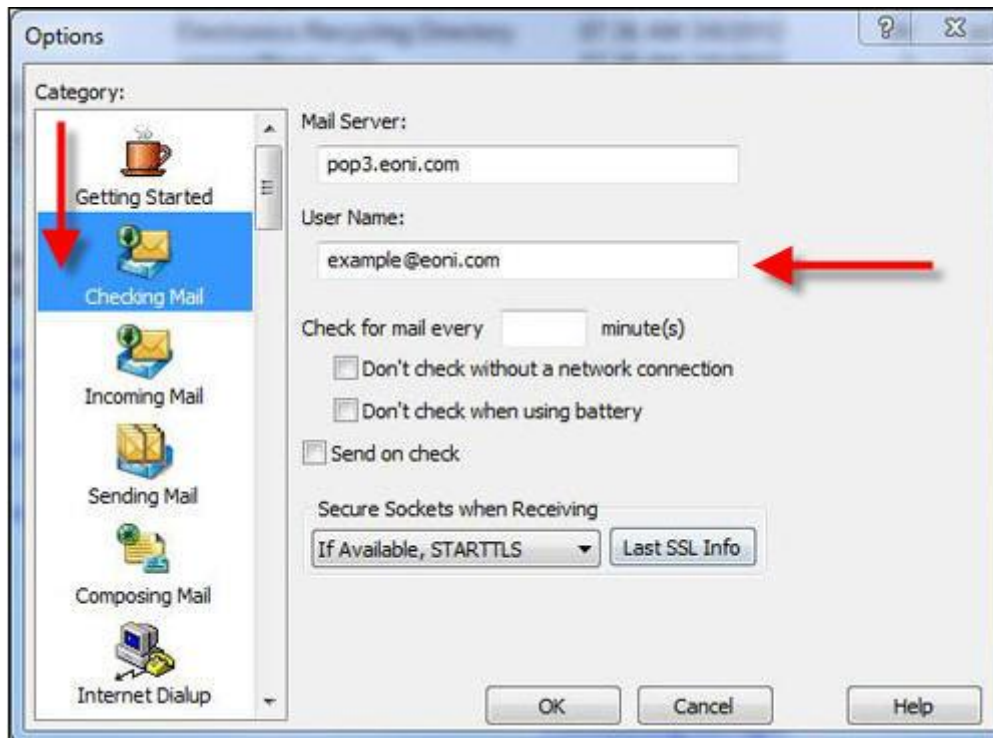 Options
Category:
Getting Started
Checking Mail
Incoming Mail
Sending Mail
Composing Mail
Internet Dialup
Mail Server:
pop3.eoni.com
User Name:
example@eoni.com
Check for mail every minute(s)
Don't check without a network connection
Don't check when using battery
Send on check
Secure Sockets when Receiving
If Available, STARTTLS Last SSL Info
OK Cancel Help